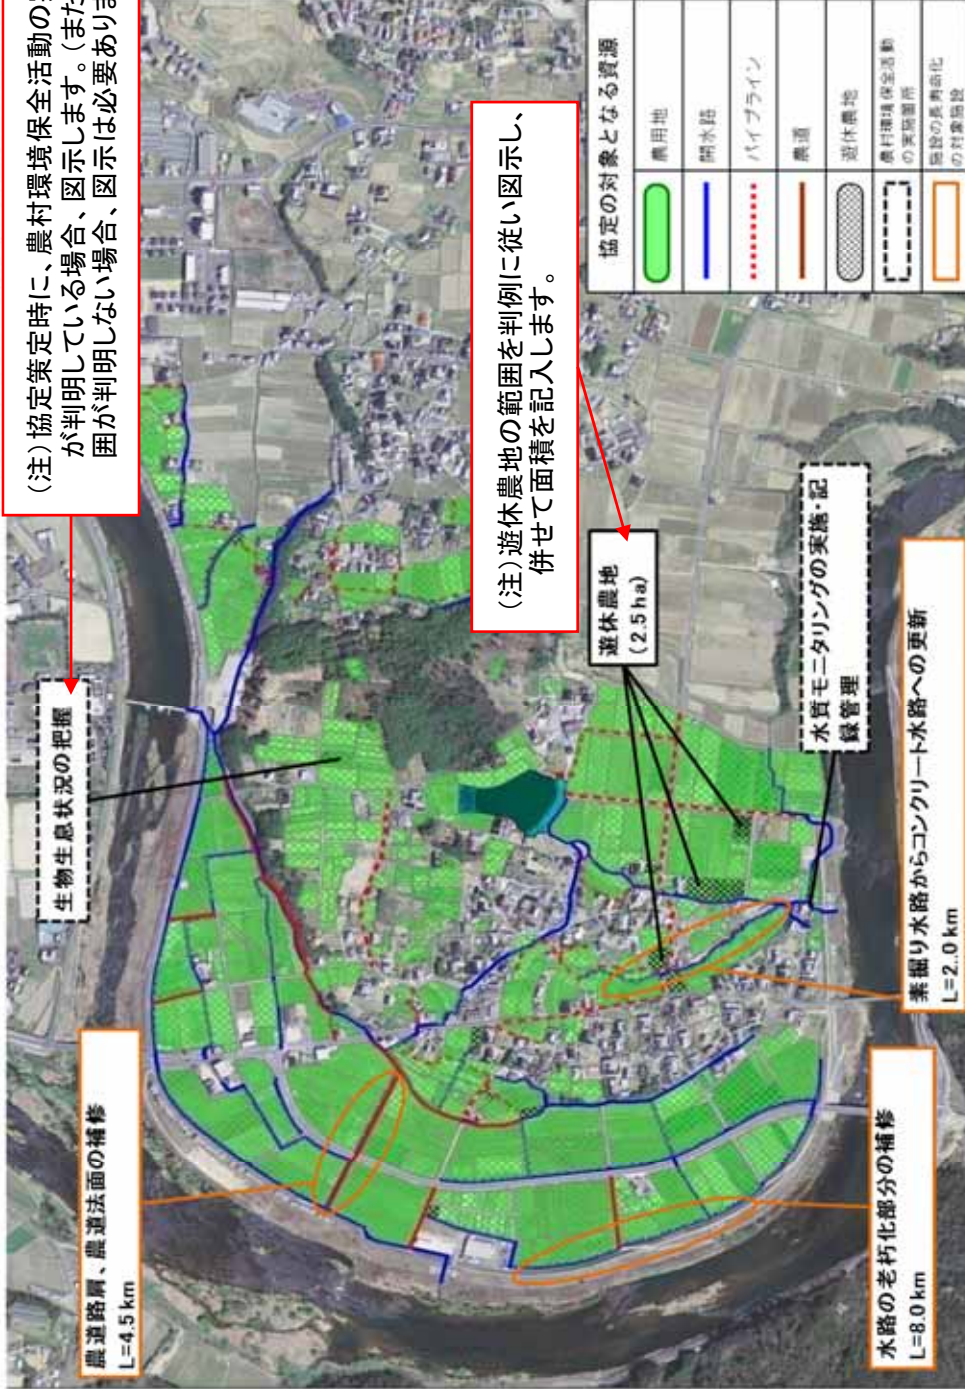 (注)協定策定時に、農村環境保全活動の
が判明している場合、図示します。(また
囲が判明しない場合、図示は必要ありま
生物生息状況の把握
農道路肩、農道法面の補修
L=4.5km
(注)遊休農地の範囲を判例に従い図示し、
併せて面積を記入します。
遊休農地
(2.5ha)
水質モニタリングの実施・記
録管理
素掘り水路からコンクリート水路への更新
L=2..0km
水路の老朽化部分の補修
L=8.0km
協定の対象となる資源
農用地
開水路
パイプライン
農道
遊休農地
農村環境保全活動
の実施箇所
施設の長寿命化
の対象施設